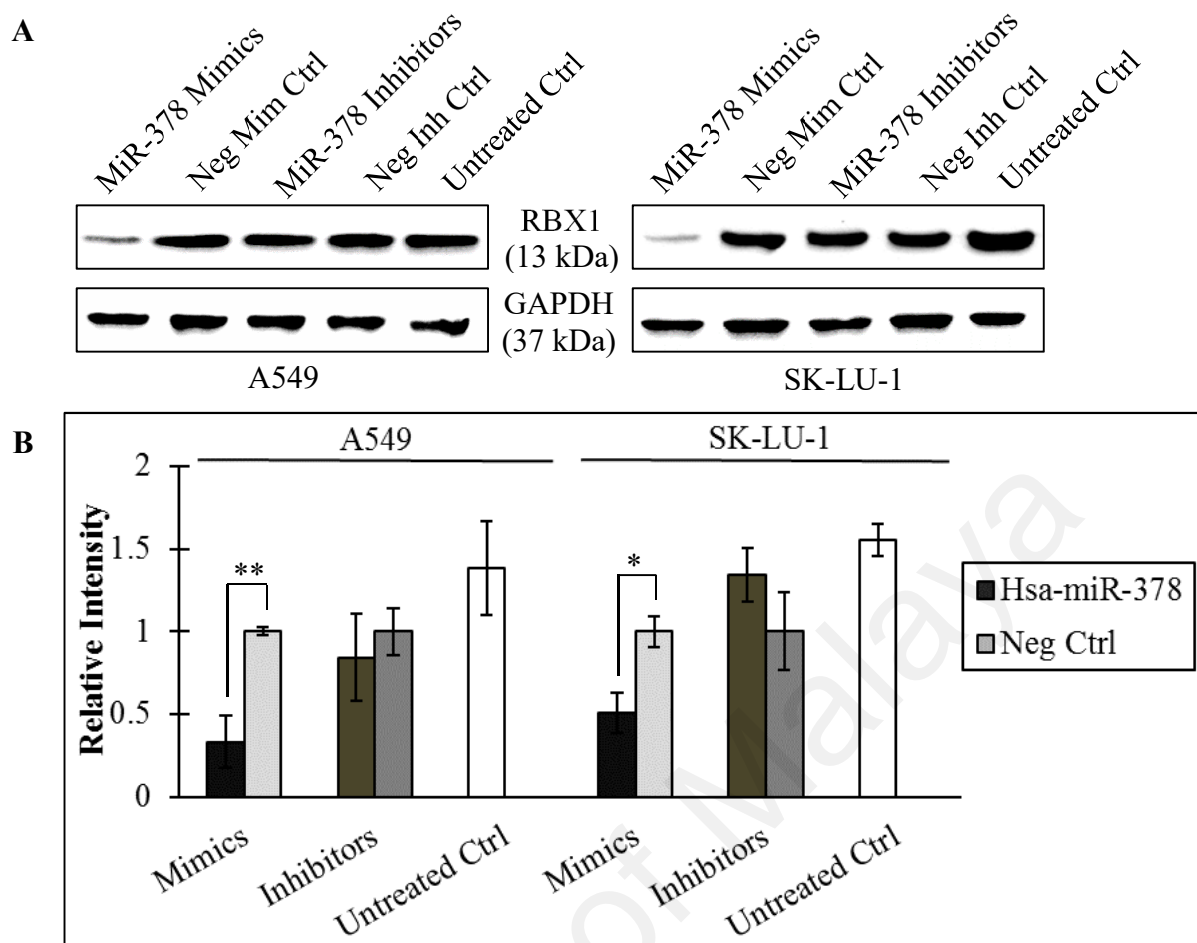 A
MiR-378 Mimics
Neg Mim Ctrl
MiR-378 Inhibitors
Neg Inh Ctrl
Untreated Ctrl
MiR-378 Mimics
Neg Mim Ctrl
MiR-378 Inhibitors
Neg Inh Ctrl
Untreated Ctrl
RBX1
(13 kDa)
GAPDH
(37 kDa)
A549
SK-LU-1
B
A549
SK-LU-1
2
1.5
1
0.5
0
Relative Intensity
**
*
Hsa-miR-378
Neg Ctrl
Mimics
Inhibitors
Untreated Ctrl
Mimics
Inhibitors
Untreated Ctrl
of Malaya